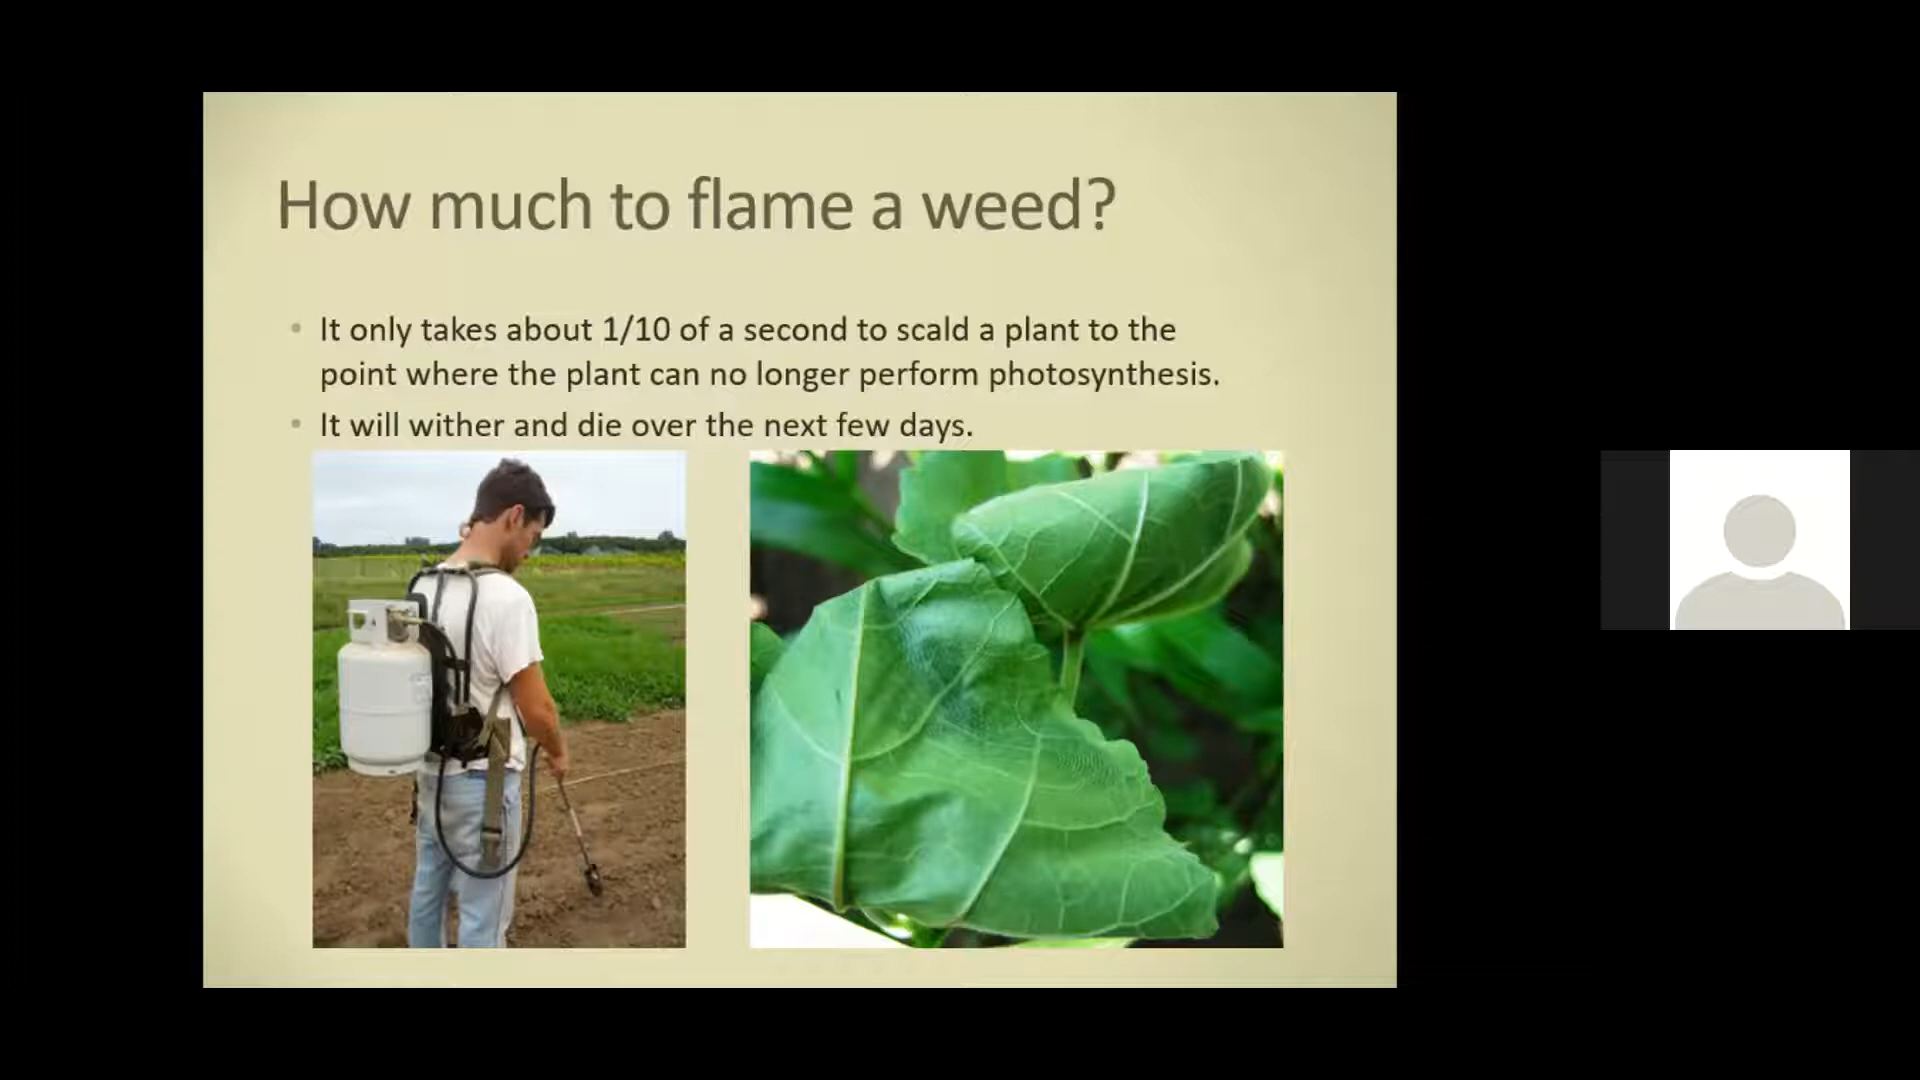 How much to flame a weed?
• It only takes about 1/10 of a second to scald a plant to the
point where the plant can no longer perform photosynthesis.
• It will wither and die over the next few days.